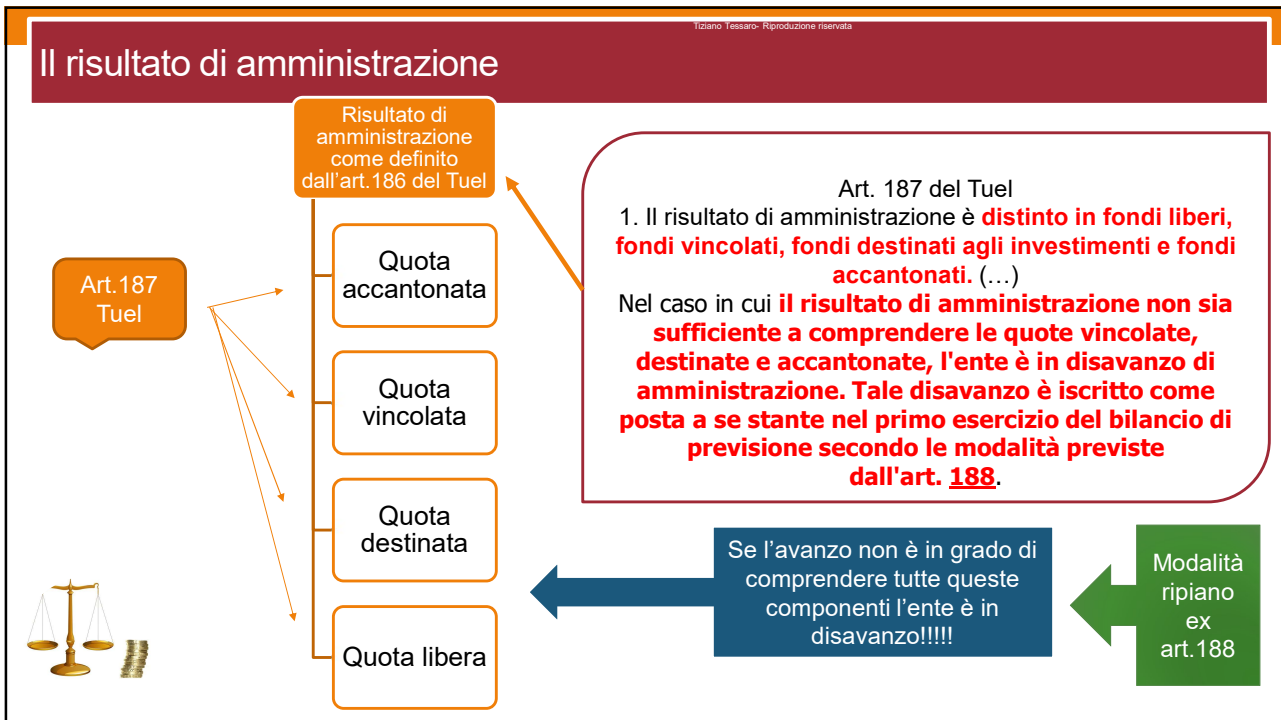 Tiziano Tessaro- Riproduzione riservata
Il risultato di amministrazione
Risultato di
amministrazione
come definito
dall’art.186 del Tuel
Art.187
Tuel
Quota
accantonata
Quota
vincolata
Quota
destinata
Quota libera
Art. 187 del Tuel
1. Il risultato di amministrazione è distinto in fondi liberi,
fondi vincolati, fondi destinati agli investimenti e fondi
accantonati. (…)
Nel caso in cui il risultato di amministrazione non sia
sufficiente a comprendere le quote vincolate,
destinate e accantonate, l'ente è in disavanzo di
amministrazione. Tale disavanzo è iscritto come
posta a se stante nel primo esercizio del bilancio di
previsione secondo le modalità previste
dall'art. 188.
Se l’avanzo non è in grado di
comprendere tutte queste
componenti l’ente è in
disavanzo!!!!!
Modalità
ripiano
ex
art.188